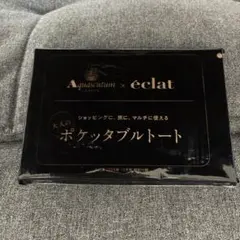 Aquascutum × éclat
ショッピングに、旅に、マルチに使える
ポケッタブルトート